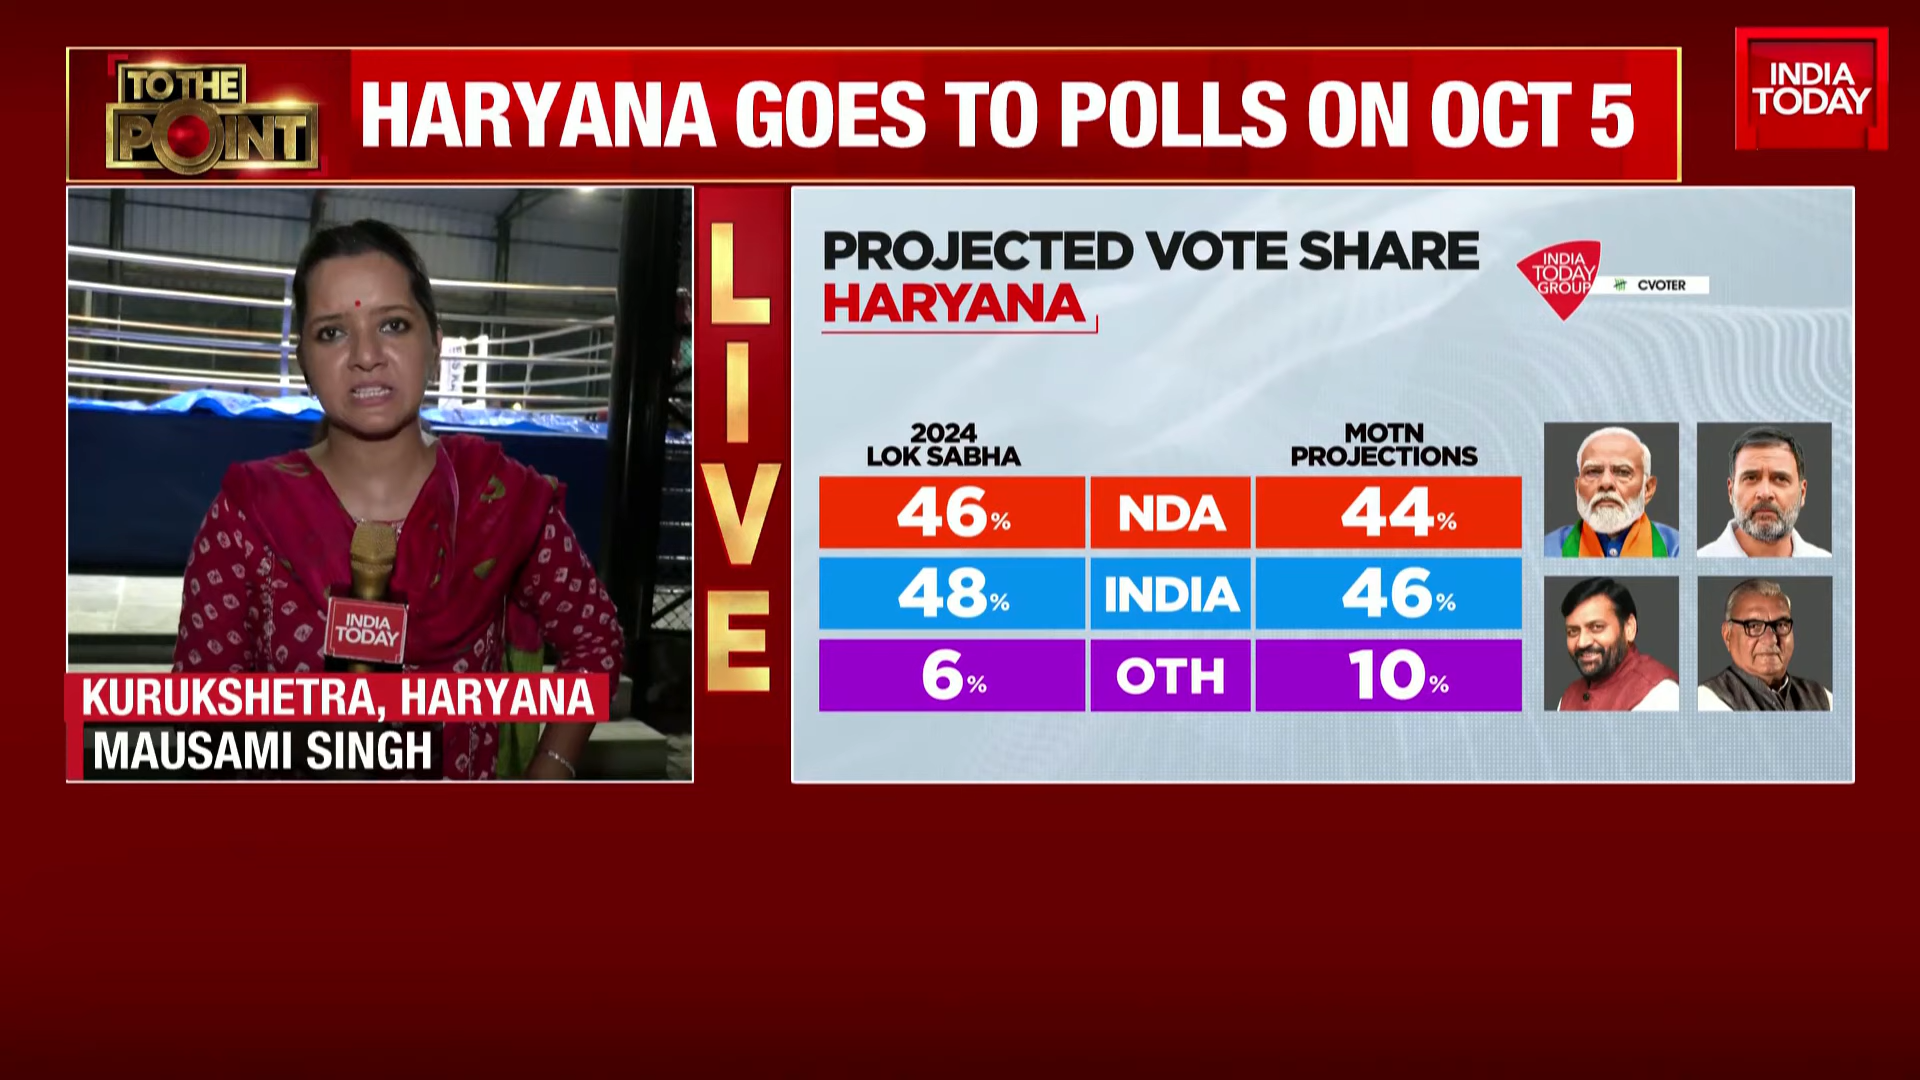 TO THE
POINT
HARYANA GOES TO POLLS ON OCT 5
INDIA
TODAY
INDIA
TODAY
KURUKSHETRA, HARYANA
MAUSAMI SINGH
LIVE
PROJECTED VOTE SHARE
HARYANA
INDIA
TODAY
GROUP
CVOTER
2024
LOK SABHA
MOTN
PROJECTIONS
46% NDA 44%
48% INDIA 46%
6% OTH 10%